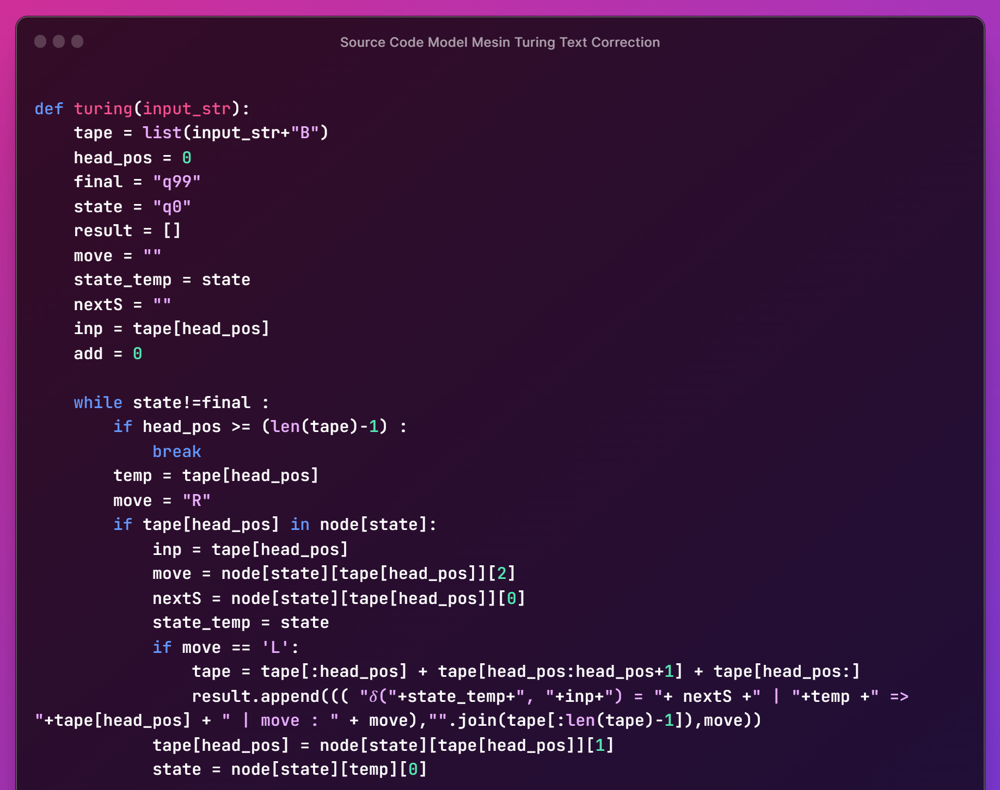 Source Code Model Mesin Turing Text Correction
def turing(input_str):
    tape = list(input_str+"B")
    head_pos = 0
    final = "q99"
    state = "q0"
    result = []
    move = ""
    state_temp = state
    nextS = ""
    inp = tape[head_pos]
    add = 0
    while state!=final :
        if head_pos >= (len(tape)-1) :
            break
        temp = tape[head_pos]
        move = "R"
        if tape[head_pos] in node[state]:
            inp = tape[head_pos]
            move = node[state][tape[head_pos]][2]
            nextS = node[state][tape[head_pos]][0]
            state_temp = state
            if move == 'L':
                tape = tape[:head_pos] + tape[head_pos:head_pos+1] + tape[head_pos:]
                result.append((( "δ("+state_temp+", "+inp+") = "+ nextS +" | "+temp +" =>
"+tape[head_pos] + " | move : " + move),"".join(tape[:len(tape)-1]),move))
            tape[head_pos] = node[state][tape[head_pos]][1]
            state = node[state][temp][0]